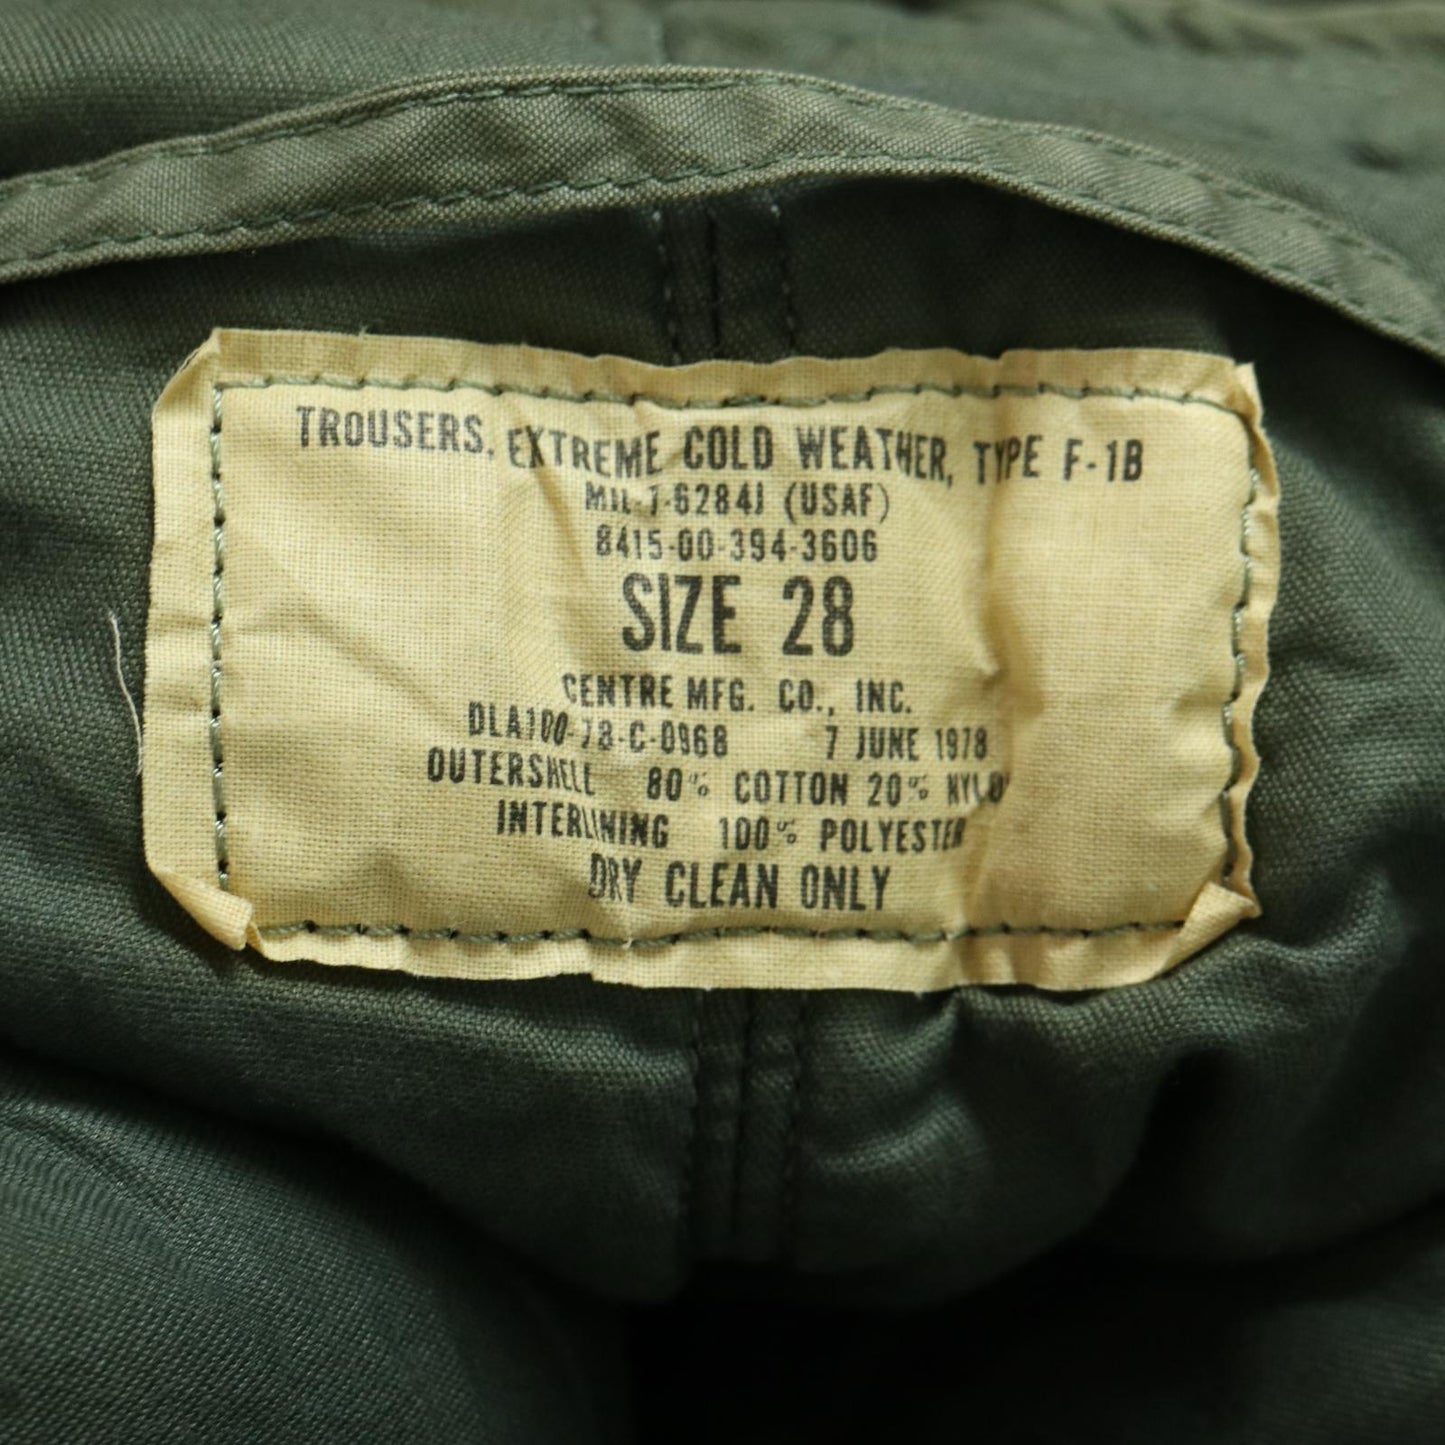 TROUSERS, EXTREME COLD WEATHER, TYPE F-1B
MIL-T-6284J (USAF)
8415-00-394-3606
SIZE 28
CENTRE MFG. CO., INC.
DLA100-78-C-0968 7 JUNE 1978
OUTERSHELL 80% COTTON 20% NYLON
INTERLINING 100% POLYESTER
DRY CLEAN ONLY